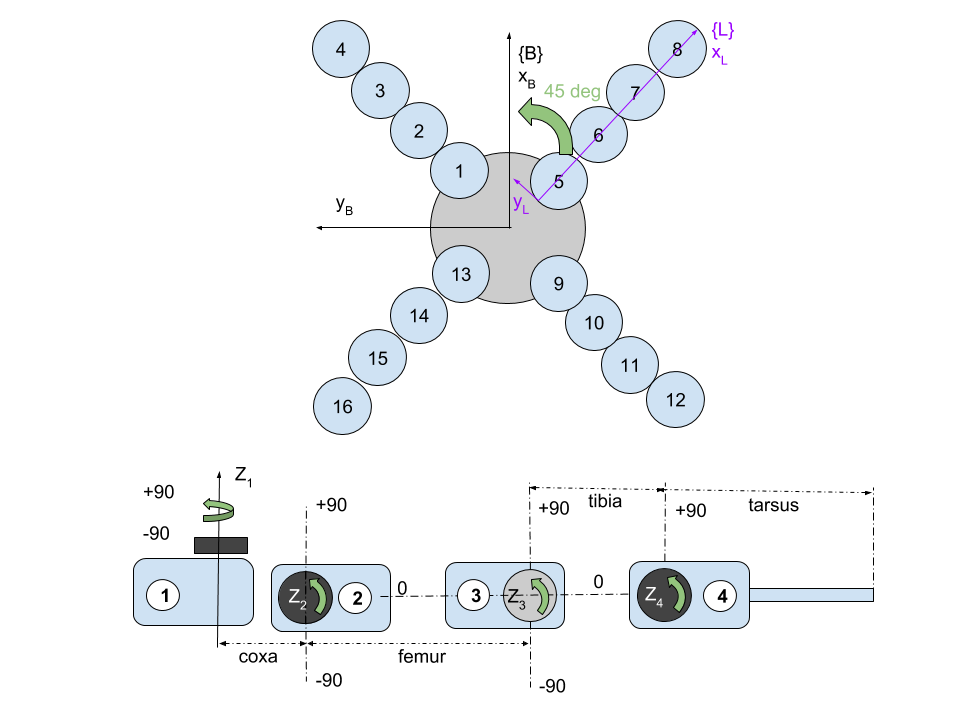 4
8
{L}
x_L
{B}
x_B
3
45 deg
7
2
6
1
5
y_B
y_L
13
9
14
10
15
11
16
12
Z_1
+90
-90
+90
+90
tibia
+90
tarsus
1
Z_2
2
0
3
Z_3
0
Z_4
4
coxa
femur
-90
-90